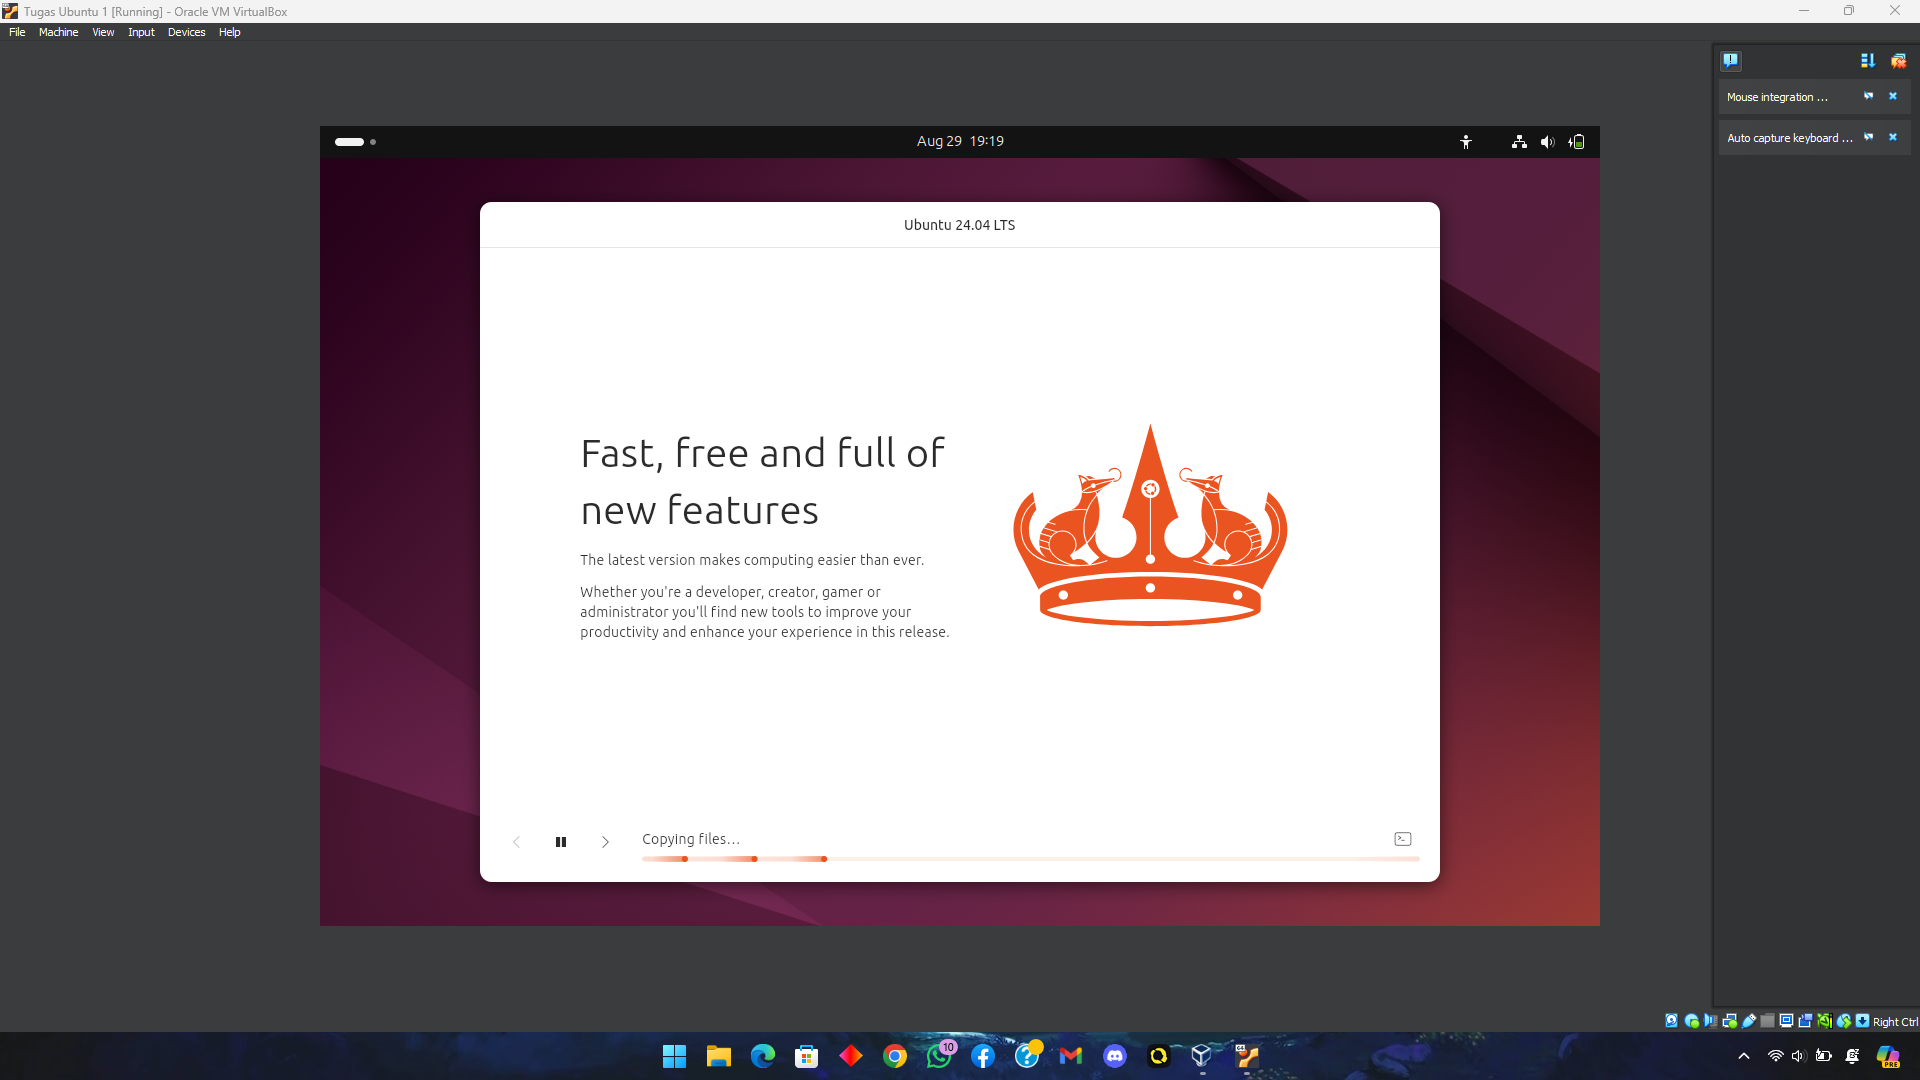 Tugas Ubuntu 1 [Running] - Oracle VM VirtualBox
File Machine View Input Devices Help
Mouse integration ...
Auto capture keyboard ...
Aug 29 19:19
Ubuntu 24.04 LTS
Fast, free and full of
new features
The latest version makes computing easier than ever.
Whether you're a developer, creator, gamer or
administrator you'll find new tools to improve your
productivity and enhance your experience in this release.
Copying files...
Right Ctrl
10
PRE